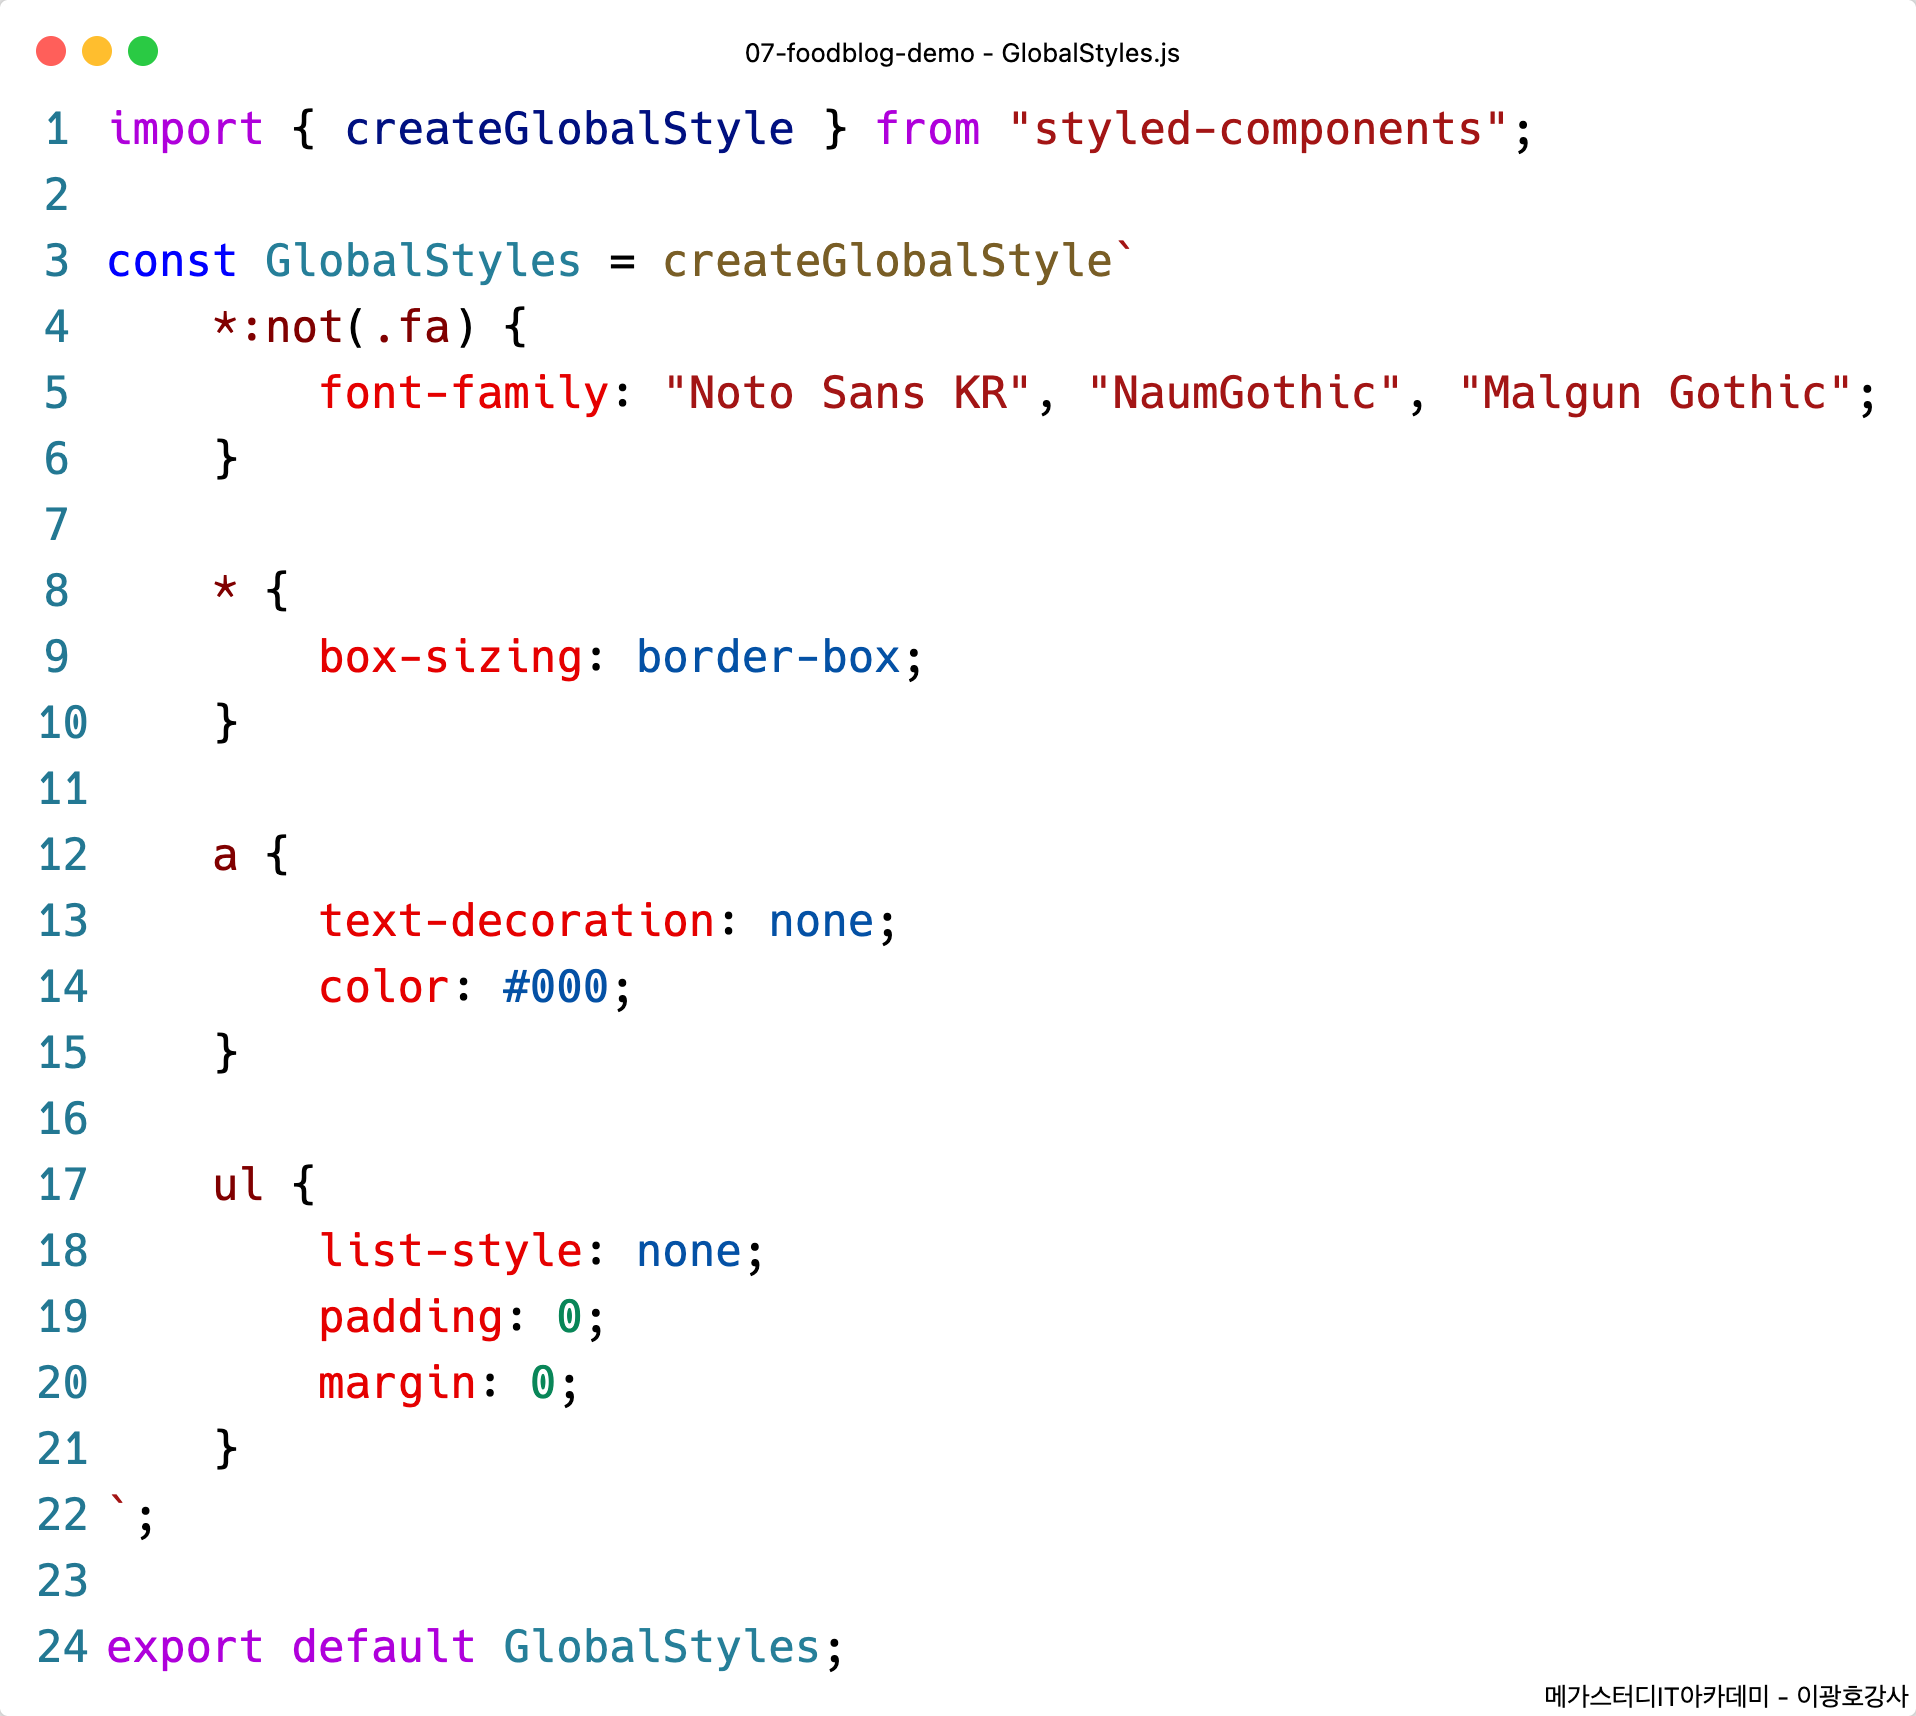 07-foodblog-demo - GlobalStyles.js
1 import { createGlobalStyle } from "styled-components";
2
3 const GlobalStyles = createGlobalStyle`
4     *:not(.fa) {
5         font-family: "Noto Sans KR", "NaumGothic", "Malgun Gothic";
6     }
7
8     * {
9         box-sizing: border-box;
10     }
11
12     a {
13         text-decoration: none;
14         color: #000;
15     }
16
17     ul {
18         list-style: none;
19         padding: 0;
20         margin: 0;
21     }
22 `;
23
24 export default GlobalStyles;
메가스터디IT아카데미 - 이광호강사